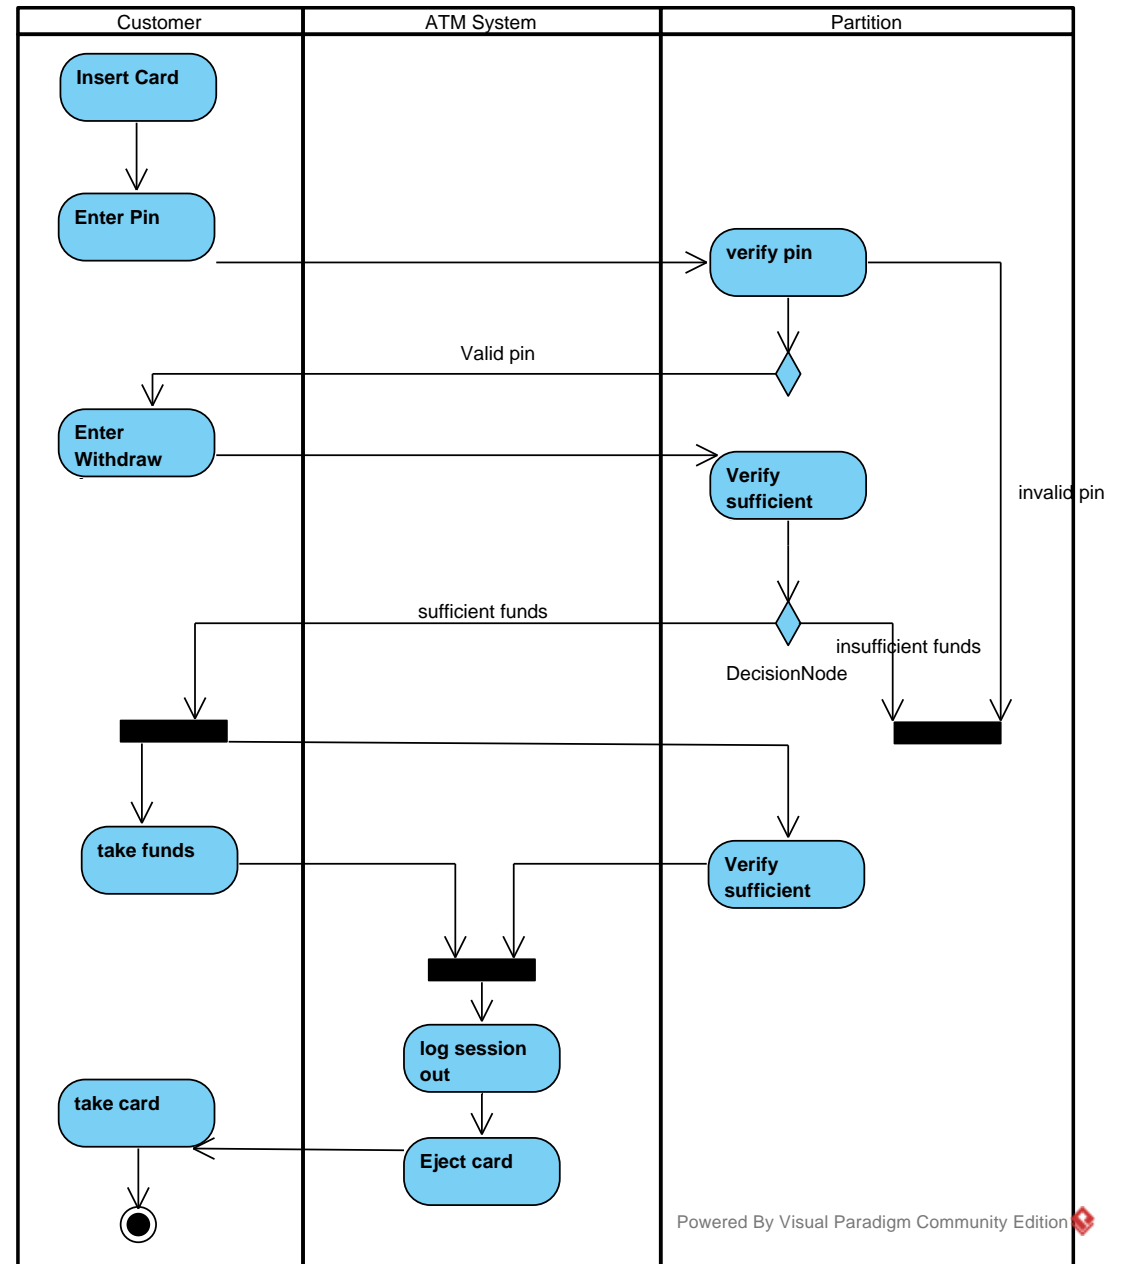 Customer
ATM System
Partition
Insert Card
Enter Pin
verify pin
Valid pin
Enter
Withdraw
Verify
sufficient
invalid pin
sufficient funds
insufficient funds
DecisionNode
take funds
Verify
sufficient
log session
out
take card
Eject card
Powered By Visual Paradigm Community Edition